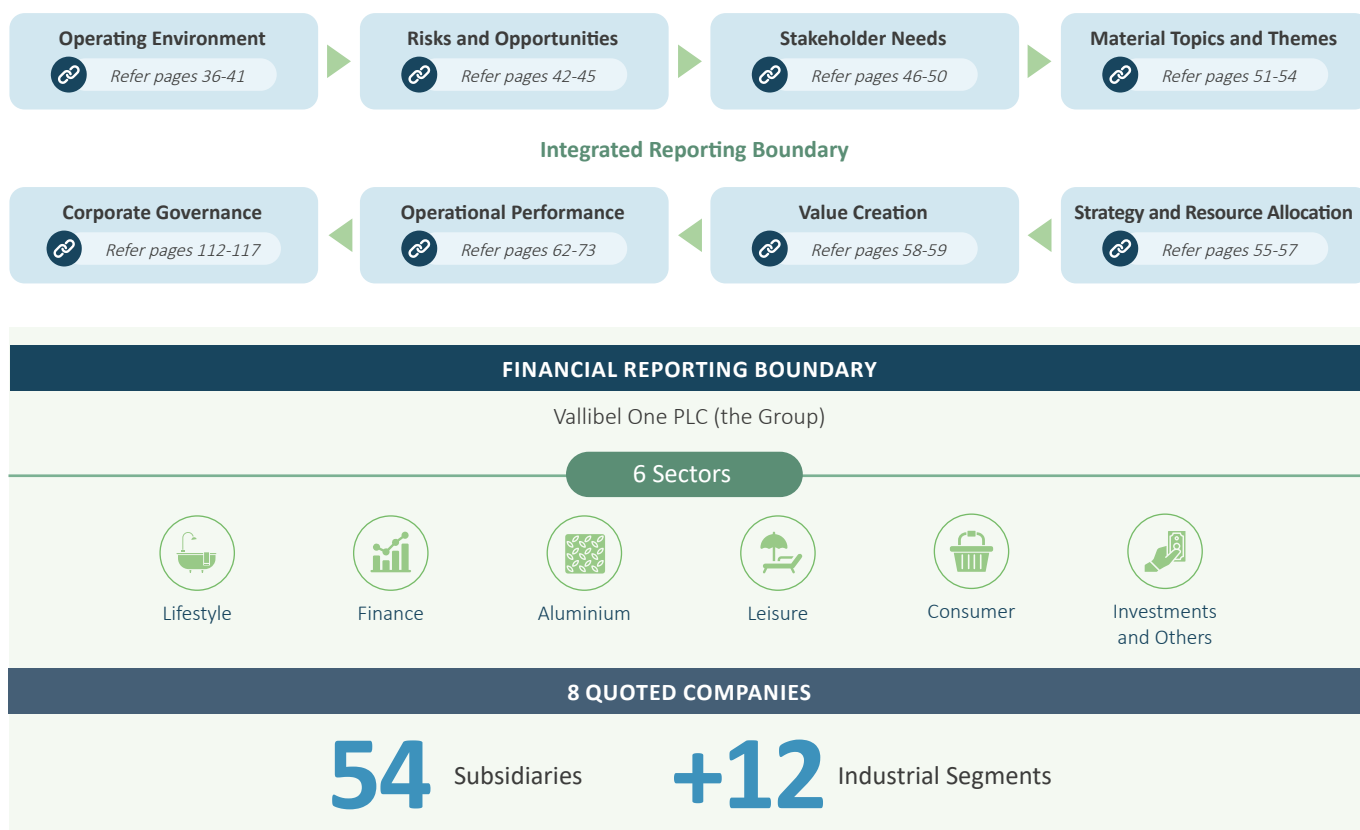 Operating Environment
Refer pages 36-41
Risks and Opportunities
Refer pages 42-45
Stakeholder Needs
Refer pages 46-50
Material Topics and Themes
Refer pages 51-54
Integrated Reporting Boundary
Corporate Governance
Refer pages 112-117
Operational Performance
Refer pages 62-73
Value Creation
Refer pages 58-59
Strategy and Resource Allocation
Refer pages 55-57
FINANCIAL REPORTING BOUNDARY
Vallibel One PLC (the Group)
6 Sectors
Lifestyle
Finance
Aluminium
Leisure
Consumer
Investments
and Others
8 QUOTED COMPANIES
54 Subsidiaries
+12 Industrial Segments